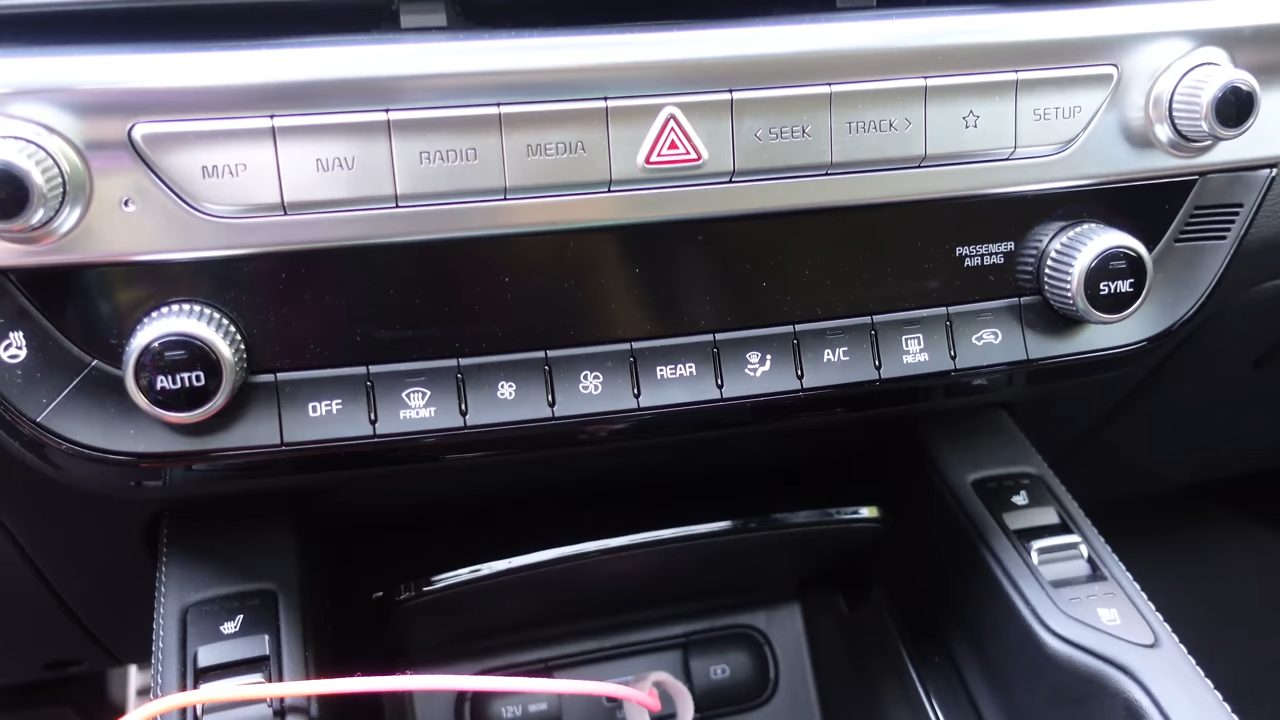 MAP
NAV
RADIO
MEDIA
< SEEK
TRACK >
SETUP
PASSENGER
AIR BAG
SYNC
AUTO
OFF
FRONT
REAR
A/C
REAR
12V